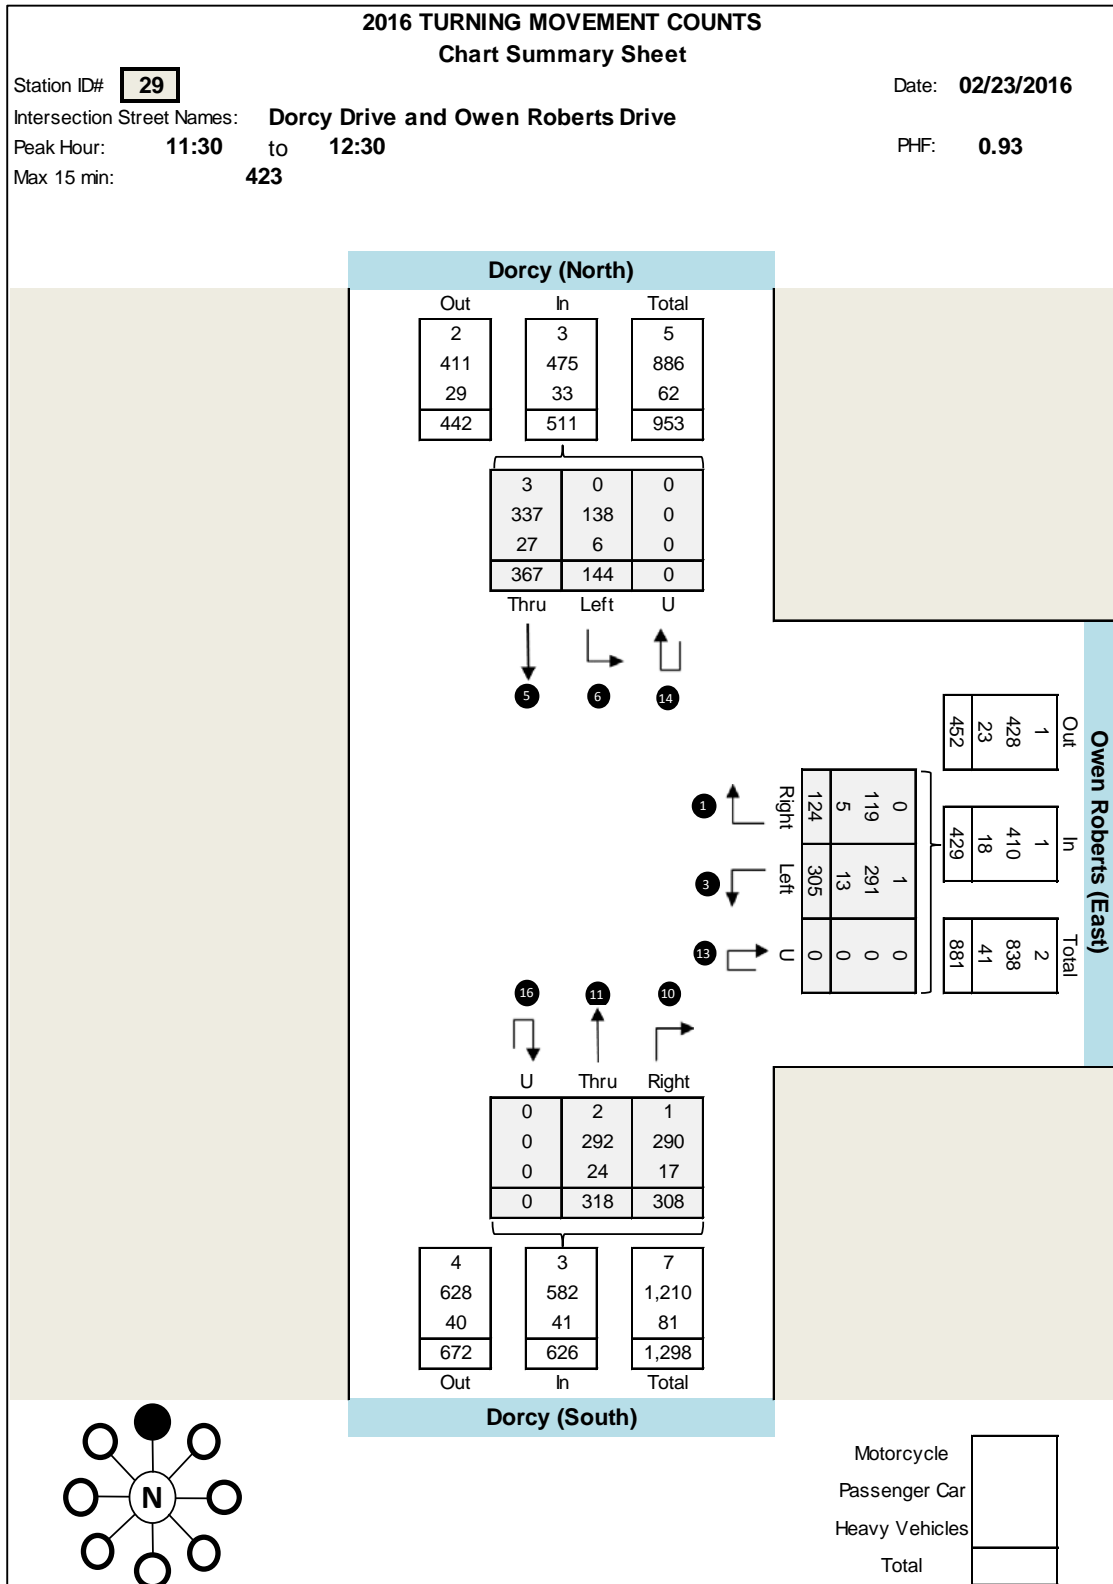 2016 TURNING MOVEMENT COUNTS
Chart Summary Sheet
Station ID# 29 Date: 02/23/2016
Intersection Street Names: Dorcy Drive and Owen Roberts Drive
Peak Hour: 11:30 to 12:30 PHF: 0.93
Max 15 min: 423
Dorcy (North)
Out In Total
2 3 5
411 475 886
29 33 62
442 511 953
3 0 0
337 138 0
27 6 0
367 144 0
Thru Left U
5 6 14
Owen Roberts (East)
Out In Total
1 1 2
428 410 838
23 18 41
452 429 881
0 1 0
119 291 0
5 13 0
124 305 0
Right Left U
1 3 13
16 11 10
U Thru Right
0 2 1
0 292 290
0 24 17
0 318 308
4 3 7
628 582 1,210
40 41 81
672 626 1,298
Out In Total
Dorcy (South)
N
Motorcycle
Passenger Car
Heavy Vehicles
Total